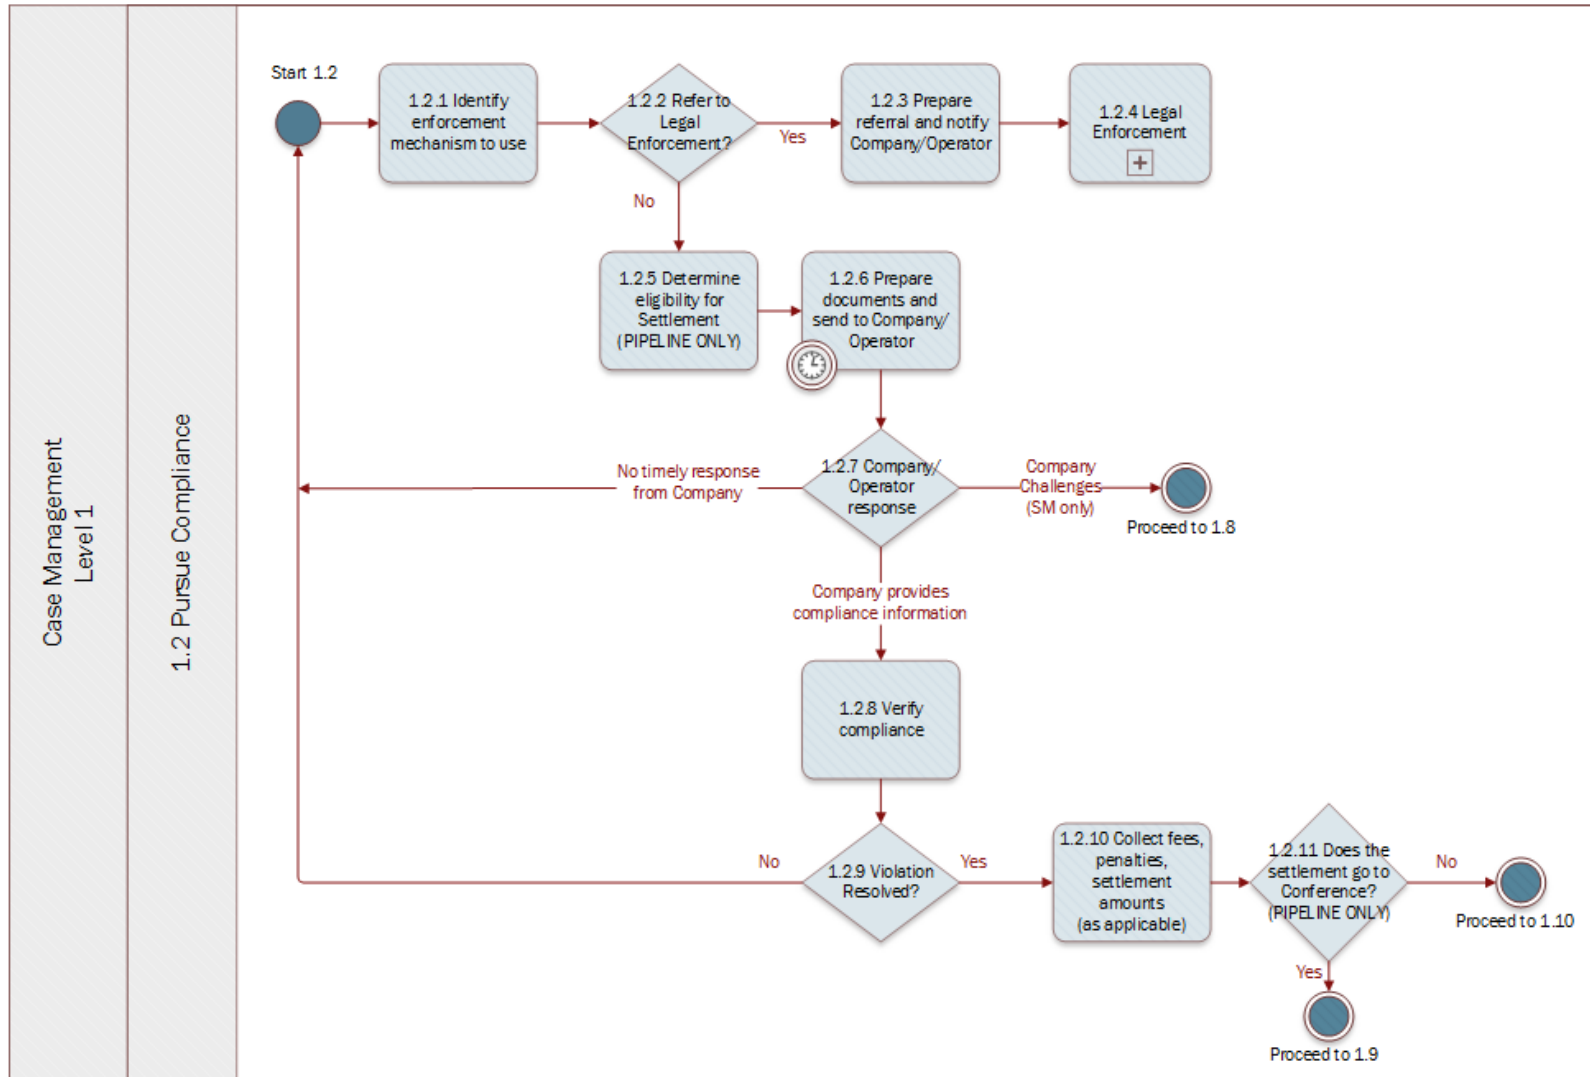 Case Management
Level 1
1.2 Pursue Compliance
Start 1.2
1.2.1 Identify
enforcement
mechanism to use
1.2.2 Refer to
Legal
Enforcement?
Yes
1.2.3 Prepare
referral and notify
Company/Operator
1.2.4 Legal
Enforcement
No
1.2.5 Determine
eligibility for
Settlement
(PIPELINE ONLY)
1.2.6 Prepare
documents and
send to Company/
Operator
1.2.7 Company/
Operator
response
No timely response
from Company
Company
Challenges
(SM only)
Proceed to 1.8
Company provides
compliance information
1.2.8 Verify
compliance
1.2.9 Violation
Resolved?
No
Yes
1.2.10 Collect fees,
penalties,
settlement
amounts
(as applicable)
1.2.11 Does the
settlement go to
Conference?
(PIPELINE ONLY)
No
Proceed to 1.10
Yes
Proceed to 1.9